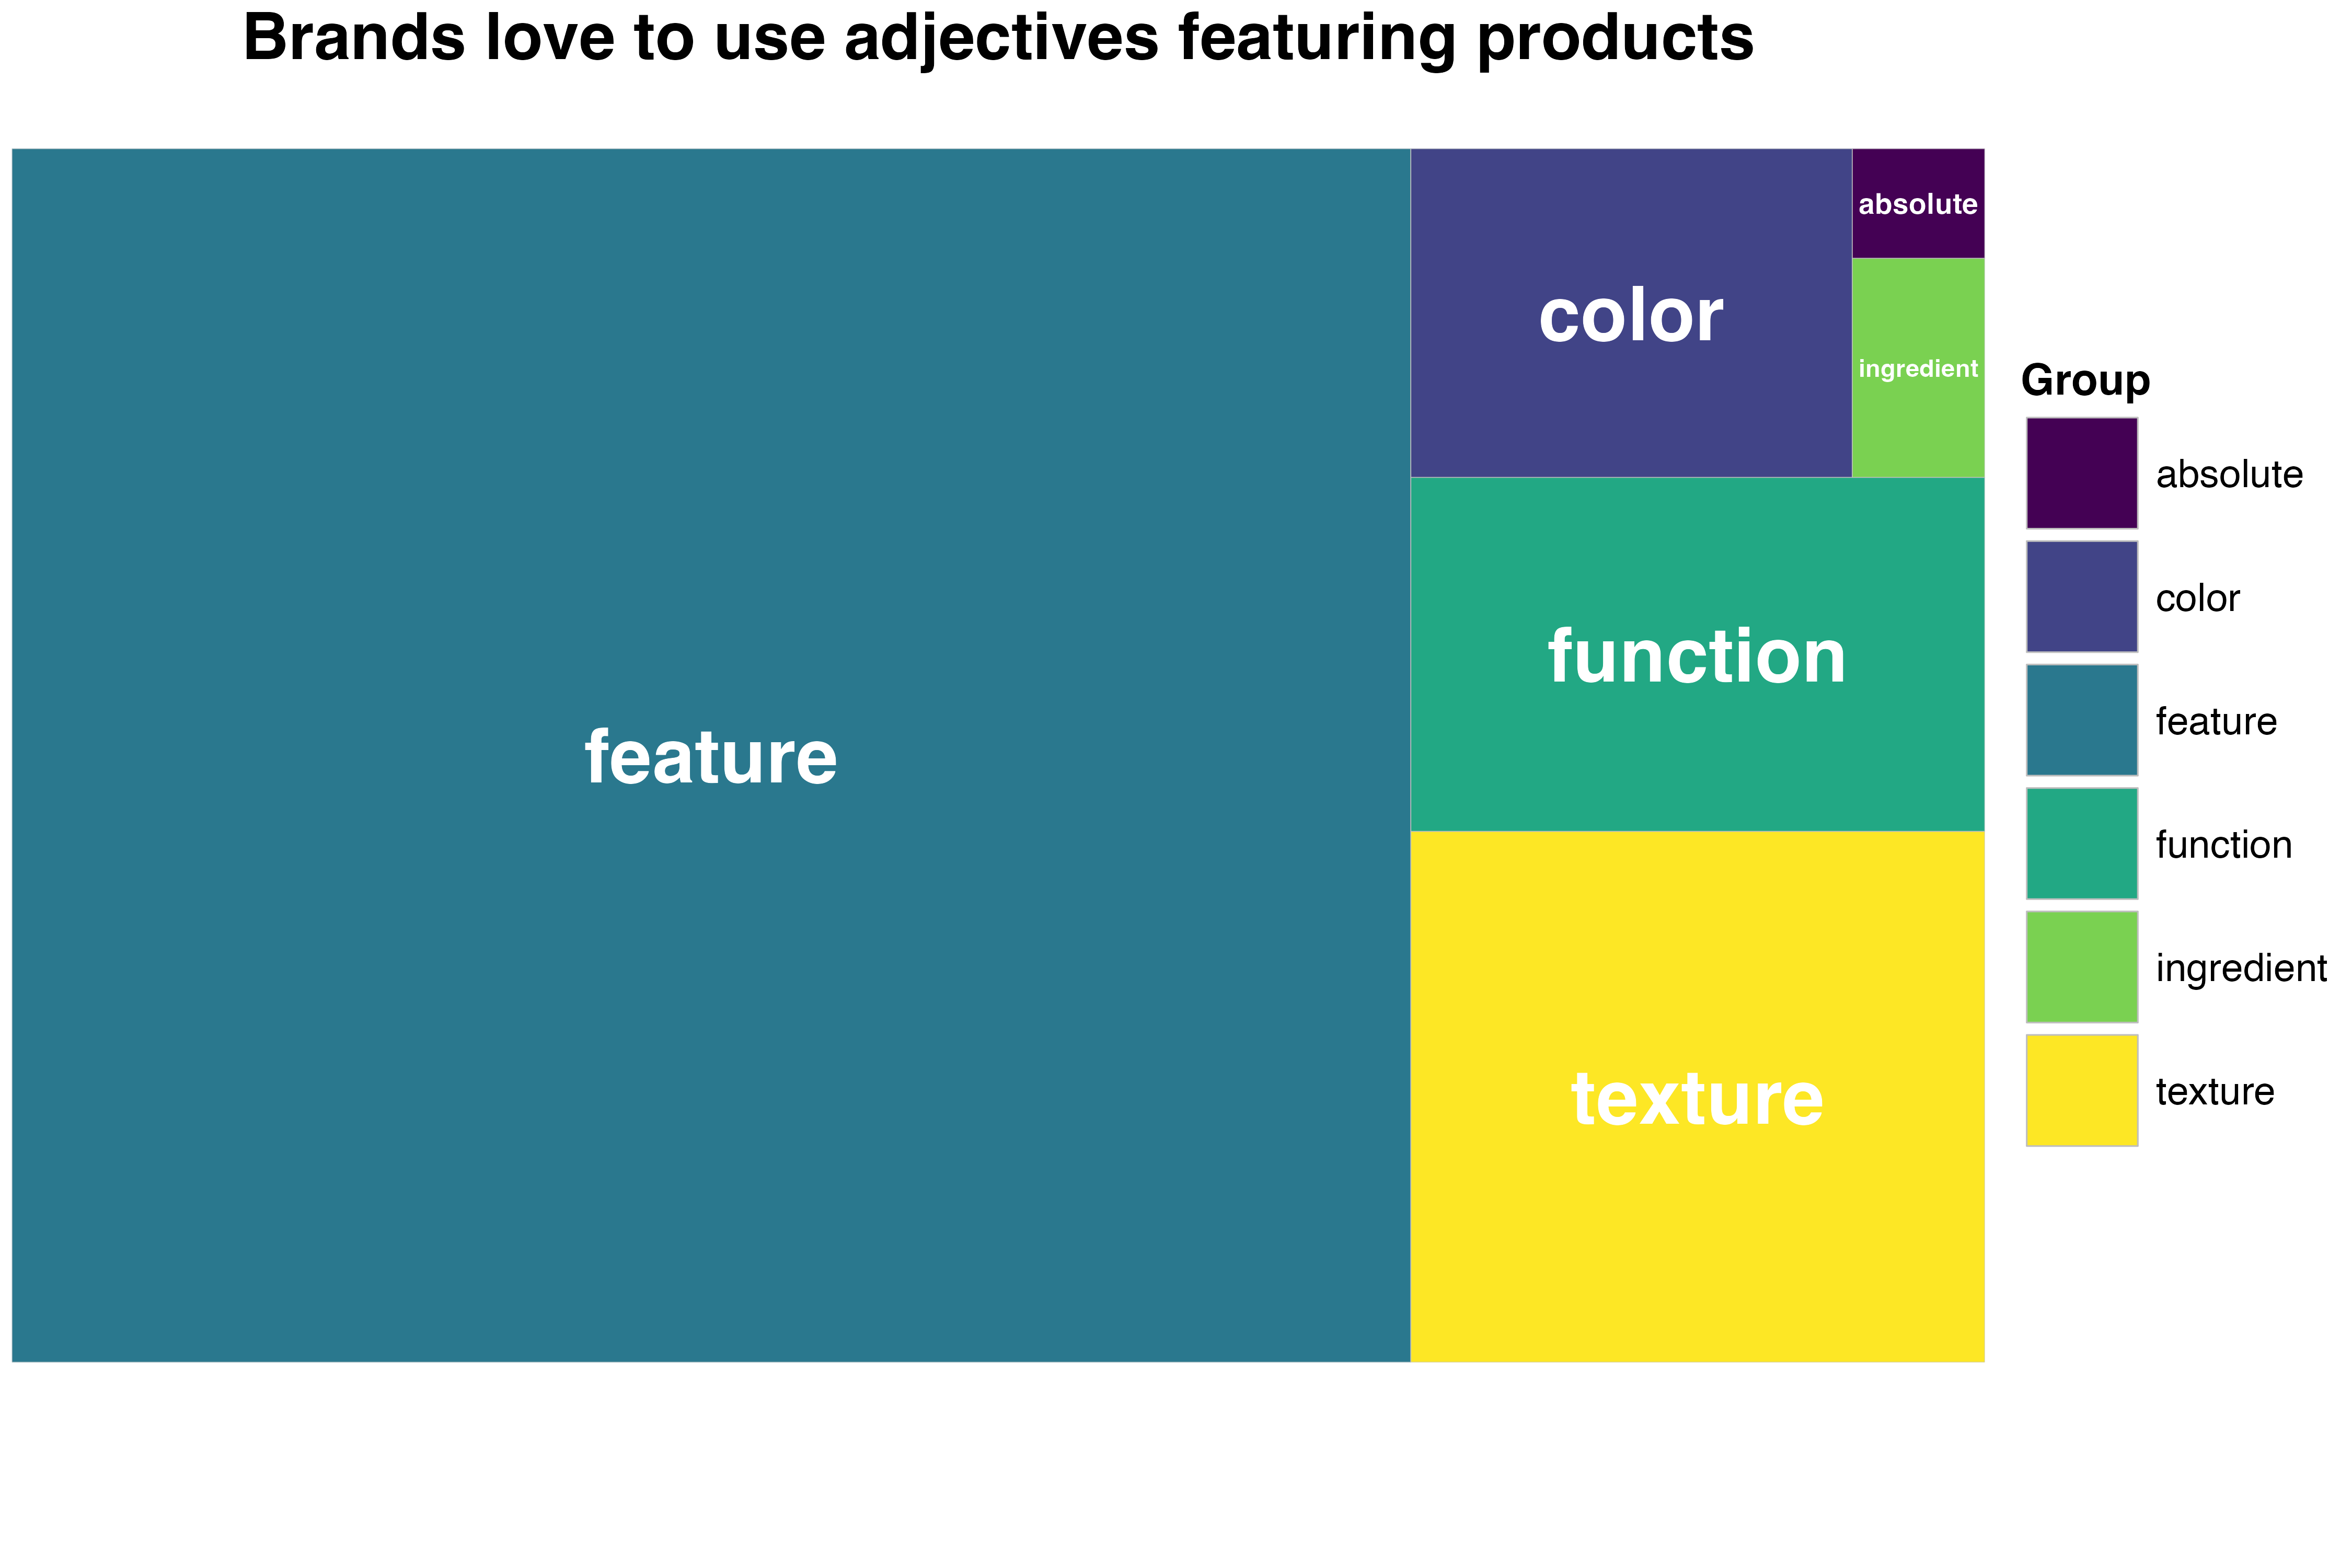 Brands love to use adjectives featuring products
absolute
color
ingredient
function
feature
texture
Group
absolute
color
feature
function
ingredient
texture